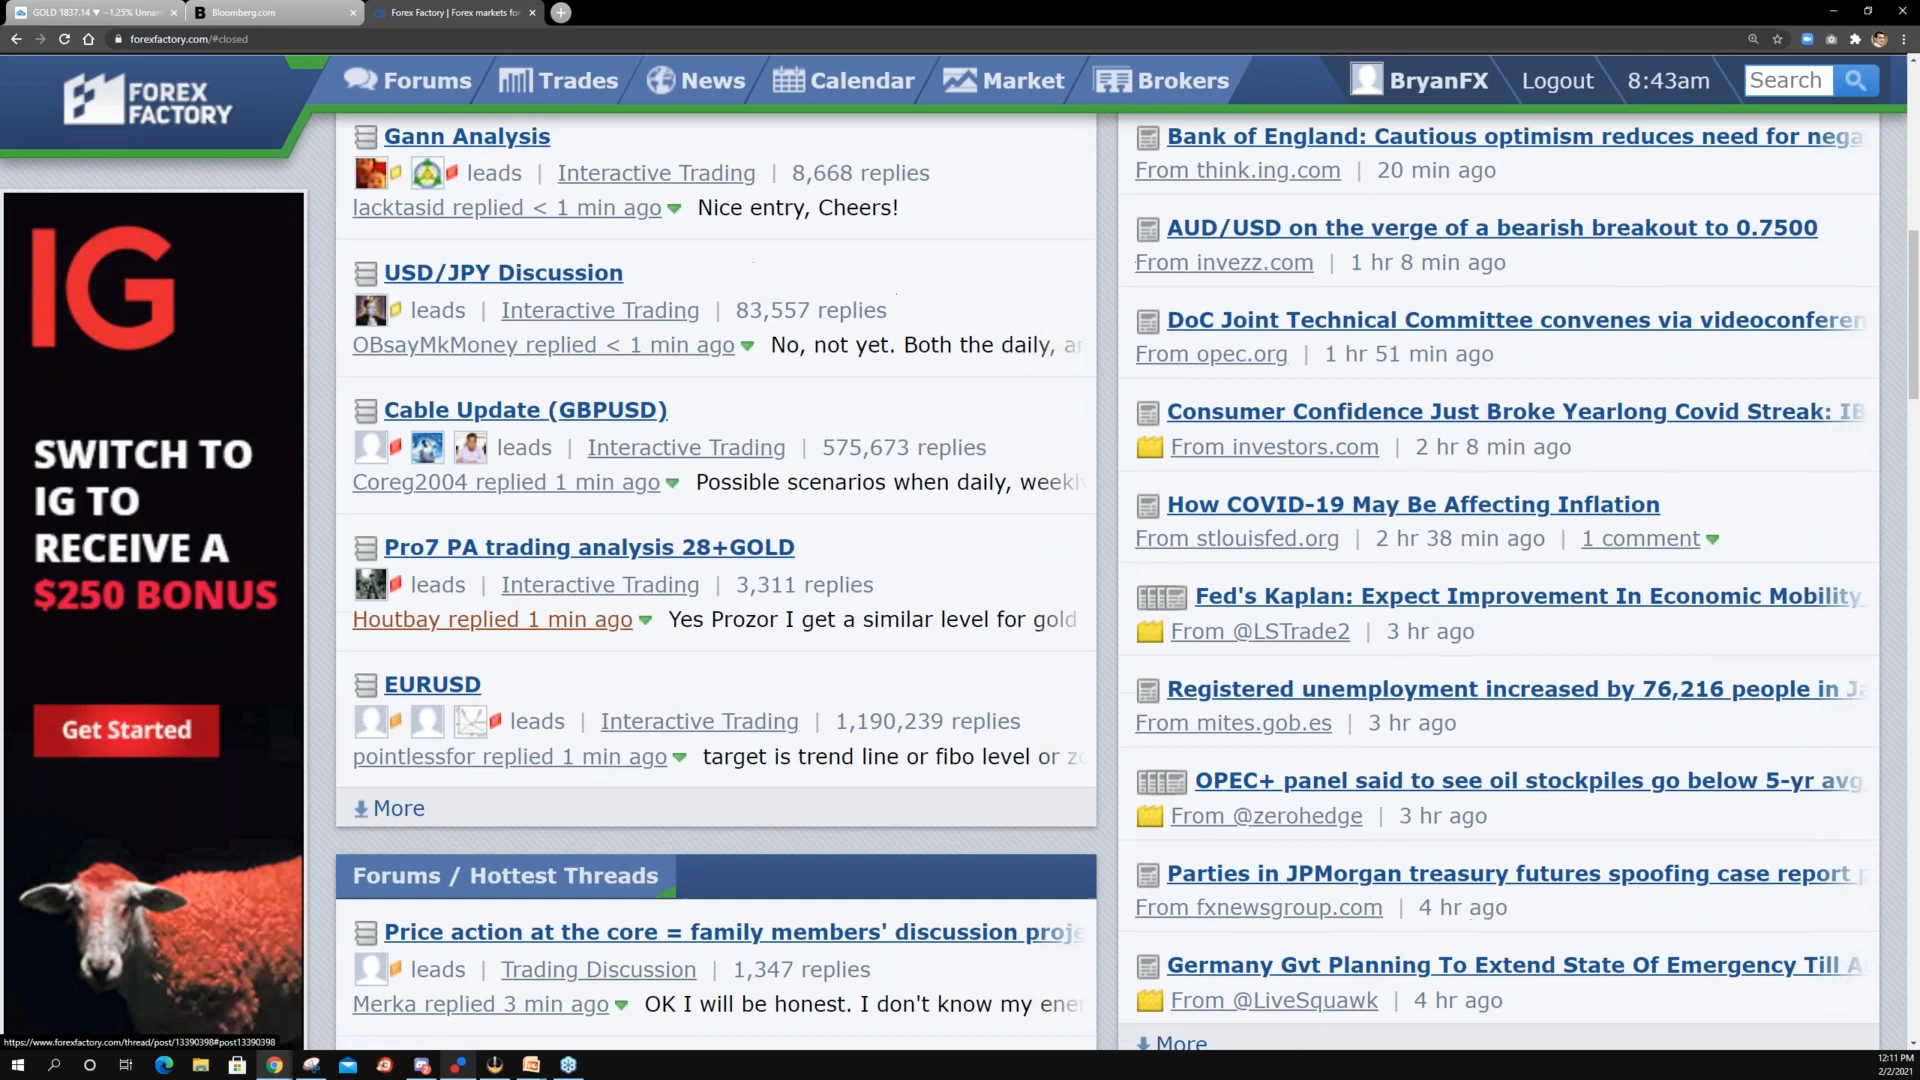 GOLD 1837.14 ▼ −1.25% Unnam
Bloomberg.com
Forex Factory | Forex markets for
forexfactory.com/#closed
FOREX FACTORY
Forums
Trades
News
Calendar
Market
Brokers
BryanFX
Logout
8:43am
Search
IG
SWITCH TO
IG TO
RECEIVE A
$250 BONUS
Get Started
Gann Analysis
leads | Interactive Trading | 8,668 replies
lacktasid replied < 1 min ago Nice entry, Cheers!
USD/JPY Discussion
leads | Interactive Trading | 83,557 replies
OBsayMkMoney replied < 1 min ago No, not yet. Both the daily, ar
Cable Update (GBPUSD)
leads | Interactive Trading | 575,673 replies
Coreg2004 replied 1 min ago Possible scenarios when daily, weekl
Pro7 PA trading analysis 28+GOLD
leads | Interactive Trading | 3,311 replies
Houtbay replied 1 min ago Yes Prozor I get a similar level for gold
EURUSD
leads | Interactive Trading | 1,190,239 replies
pointlessfor replied 1 min ago target is trend line or fibo level or zo
More
Forums / Hottest Threads
Price action at the core = family members' discussion proje
leads | Trading Discussion | 1,347 replies
Merka replied 3 min ago OK I will be honest. I don't know my ene
Bank of England: Cautious optimism reduces need for nega
From think.ing.com | 20 min ago
AUD/USD on the verge of a bearish breakout to 0.7500
From invezz.com | 1 hr 8 min ago
DoC Joint Technical Committee convenes via videoconferen
From opec.org | 1 hr 51 min ago
Consumer Confidence Just Broke Yearlong Covid Streak: IB
From investors.com | 2 hr 8 min ago
How COVID-19 May Be Affecting Inflation
From stlouisfed.org | 2 hr 38 min ago | 1 comment
Fed's Kaplan: Expect Improvement In Economic Mobility
From @LSTrade2 | 3 hr ago
Registered unemployment increased by 76,216 people in Ja
From mites.gob.es | 3 hr ago
OPEC+ panel said to see oil stockpiles go below 5-yr avg
From @zerohedge | 3 hr ago
Parties in JPMorgan treasury futures spoofing case report p
From fxnewsgroup.com | 4 hr ago
Germany Gvt Planning To Extend State Of Emergency Till A
From @LiveSquawk | 4 hr ago
More
https://www.forexfactory.com/thread/post/13390398#post13390398
12:11 PM
2/2/2021